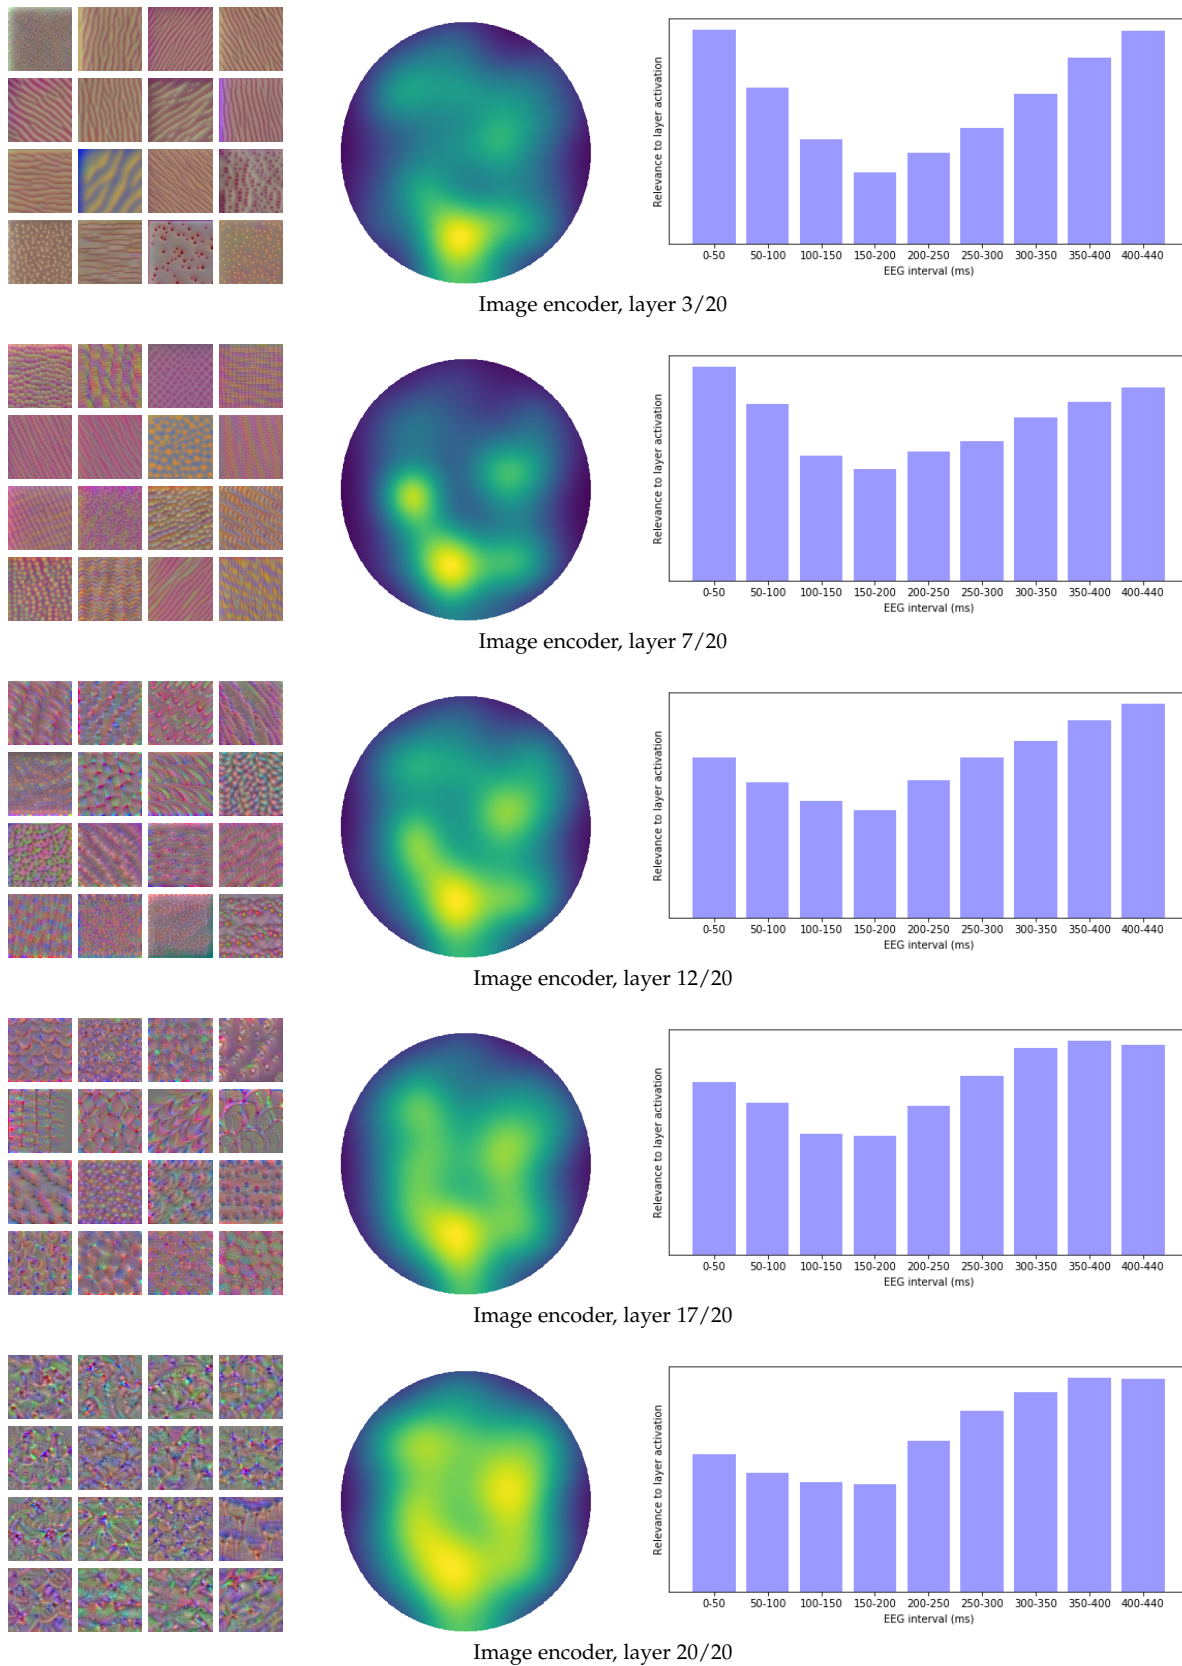 Relevance to layer activation
0-50 50-100 100-150 150-200 200-250 250-300 300-350 350-400 400-440
EEG interval (ms)
Image encoder, layer 3/20
Relevance to layer activation
0-50 50-100 100-150 150-200 200-250 250-300 300-350 350-400 400-440
EEG interval (ms)
Image encoder, layer 7/20
Relevance to layer activation
0-50 50-100 100-150 150-200 200-250 250-300 300-350 350-400 400-440
EEG interval (ms)
Image encoder, layer 12/20
Relevance to layer activation
0-50 50-100 100-150 150-200 200-250 250-300 300-350 350-400 400-440
EEG interval (ms)
Image encoder, layer 17/20
Relevance to layer activation
0-50 50-100 100-150 150-200 200-250 250-300 300-350 350-400 400-440
EEG interval (ms)
Image encoder, layer 20/20